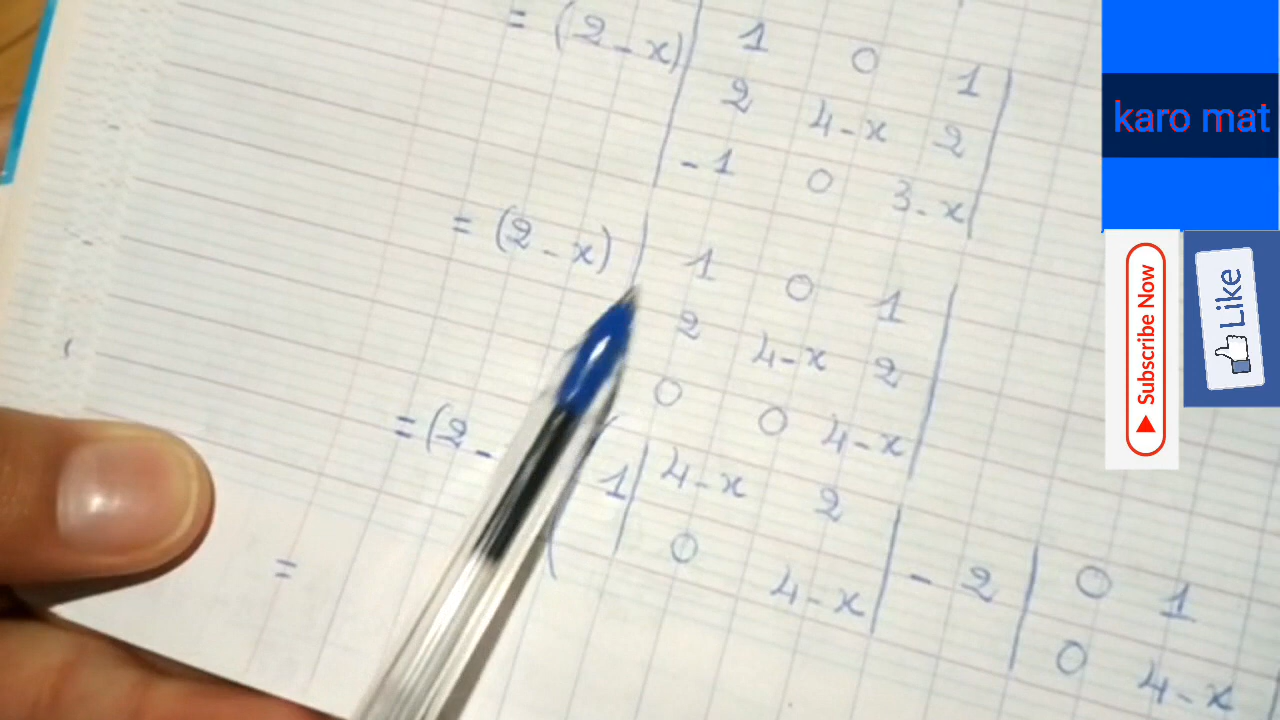 = (2-x) | 1 0 1 |
| 2 4-x 2 |
| -1 0 3-x |
= (2-x) | 1 0 1 |
| 2 4-x 2 |
| 0 0 4-x |
= (2- ( 1 | 4-x 2 | - 2 | 0 1
| 0 4-x | | 0 4-x
=
karo mat
Subscribe Now
Like